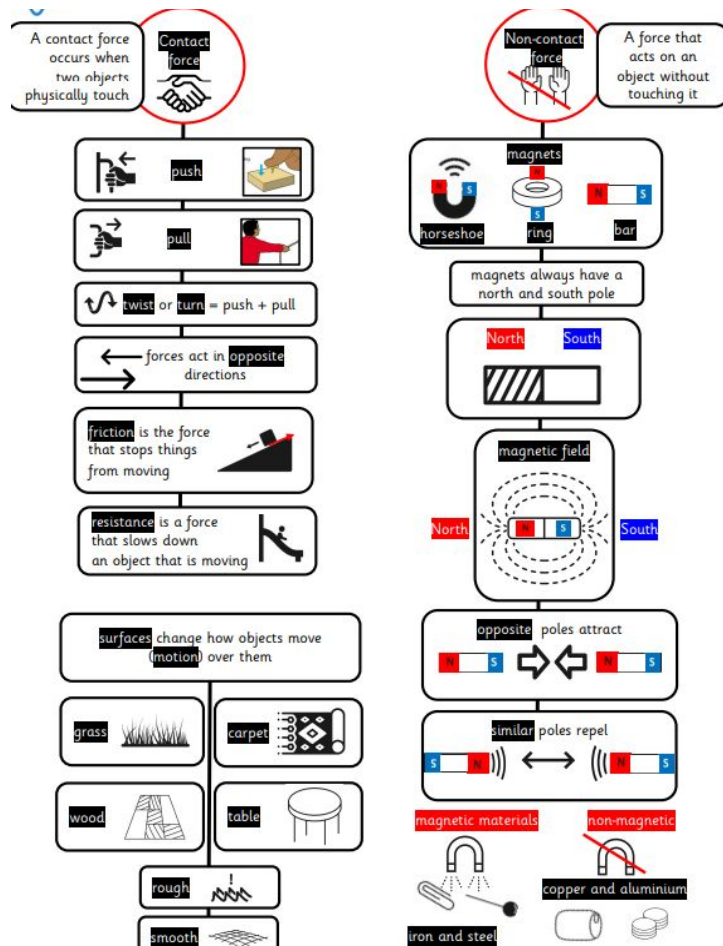 A contact force
occurs when
two objects
physically touch
Contact
force
push
pull
twist or turn = push + pull
forces act in opposite
directions
friction is the force
that stops things
from moving
resistance is a force
that slows down
an object that is moving
surfaces change how objects move
(motion) over them
grass
carpet
wood
table
rough
smooth
Non-contact
force
A force that
acts on an
object without
touching it
magnets
N
N S
N S
S
horseshoe
ring
bar
magnets always have a
north and south pole
North South
magnetic field
North
N S
South
opposite poles attract
N S N S
similar poles repel
S N N S
magnetic materials
non-magnetic
copper and aluminium
iron and steel